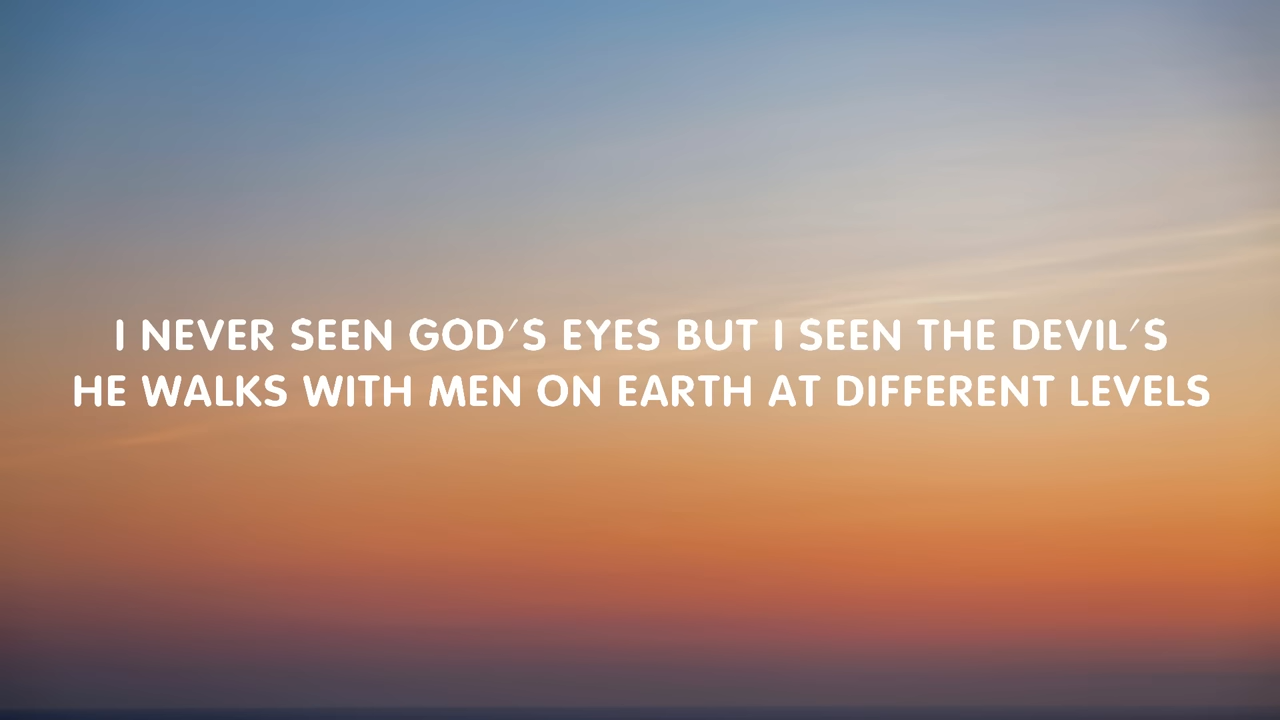 I NEVER SEEN GOD'S EYES BUT I SEEN THE DEVIL'S
HE WALKS WITH MEN ON EARTH AT DIFFERENT LEVELS